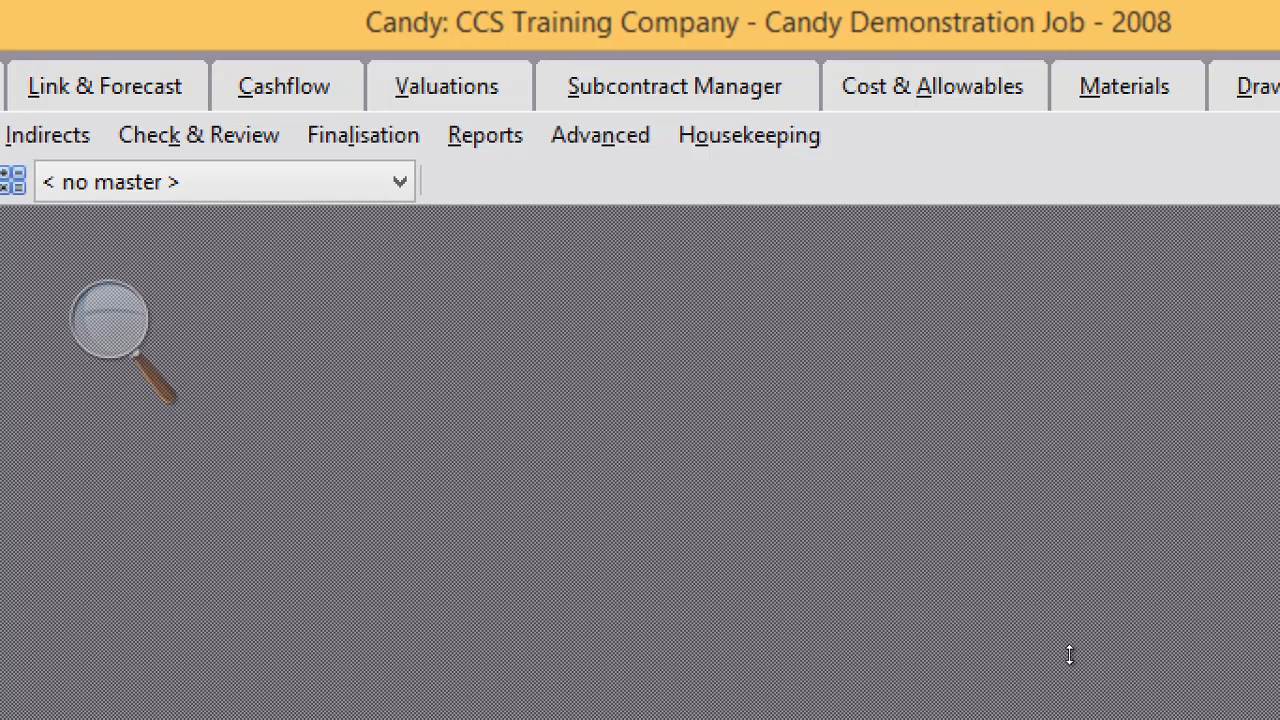 Candy: CCS Training Company - Candy Demonstration Job - 2008
Link & Forecast Cashflow Valuations Subcontract Manager Cost & Allowables Materials
Indirects Check & Review Finalisation Reports Advanced Housekeeping
< no master >